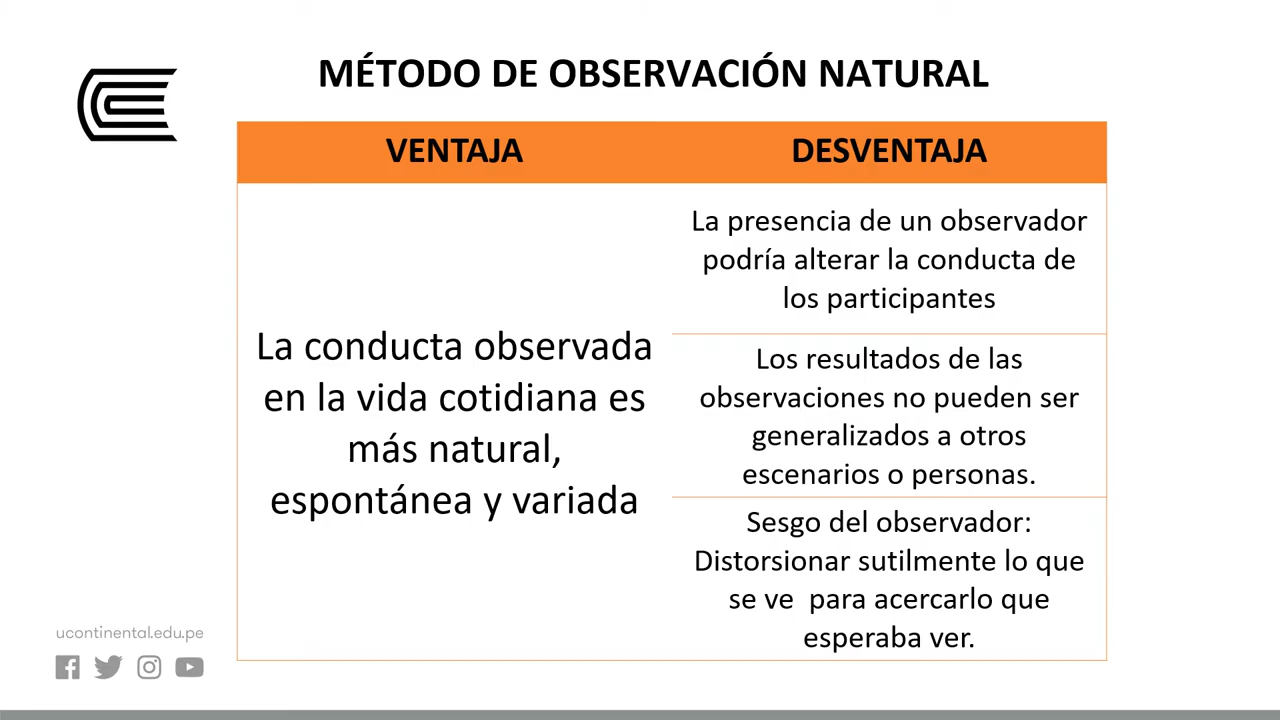 MÉTODO DE OBSERVACIÓN NATURAL
VENTAJA
DESVENTAJA
La conducta observada
en la vida cotidiana es
más natural,
espontánea y variada
La presencia de un observador
podría alterar la conducta de
los participantes
Los resultados de las
observaciones no pueden ser
generalizados a otros
escenarios o personas.
Sesgo del observador:
Distorsionar sutilmente lo que
se ve  para acercarlo que
esperaba ver.
ucontinental.edu.pe